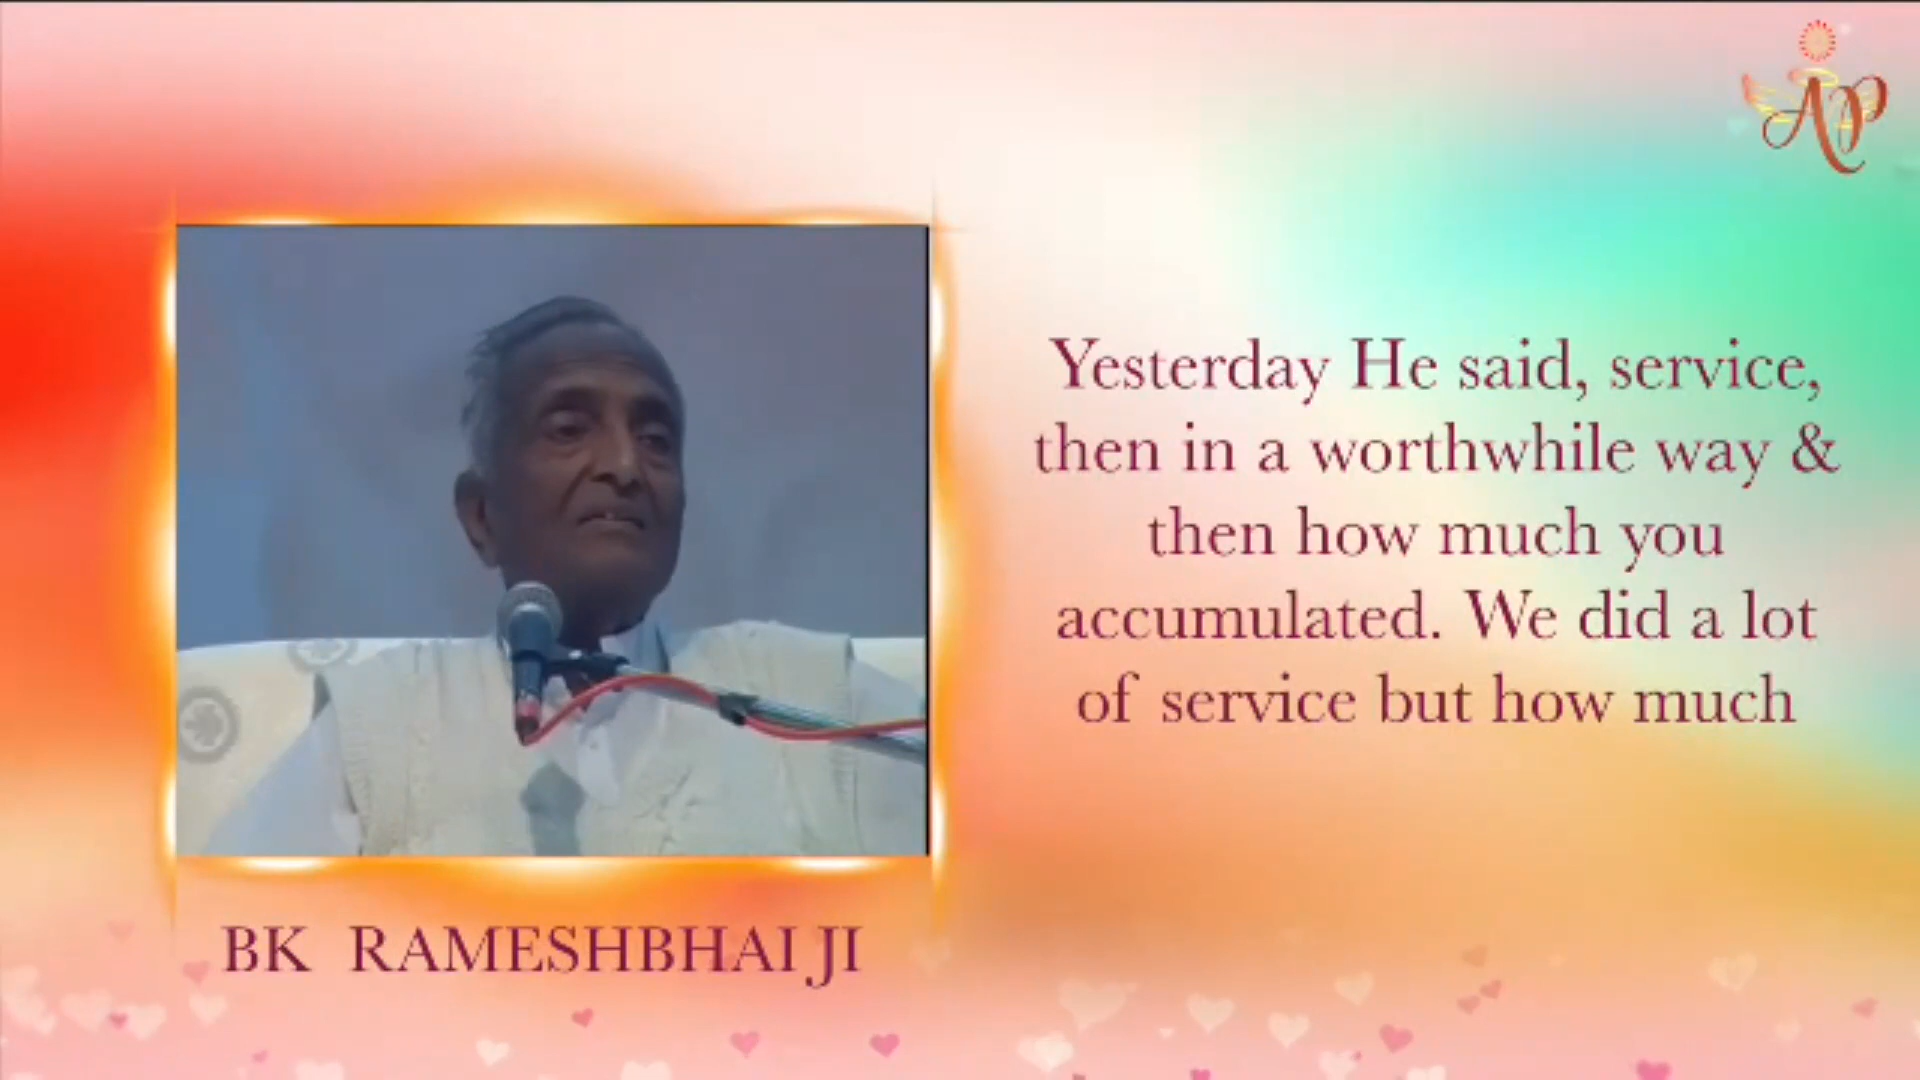 AP
Yesterday He said, service,
then in a worthwhile way &
then how much you
accumulated. We did a lot
of service but how much
BK RAMESHBHAI JI